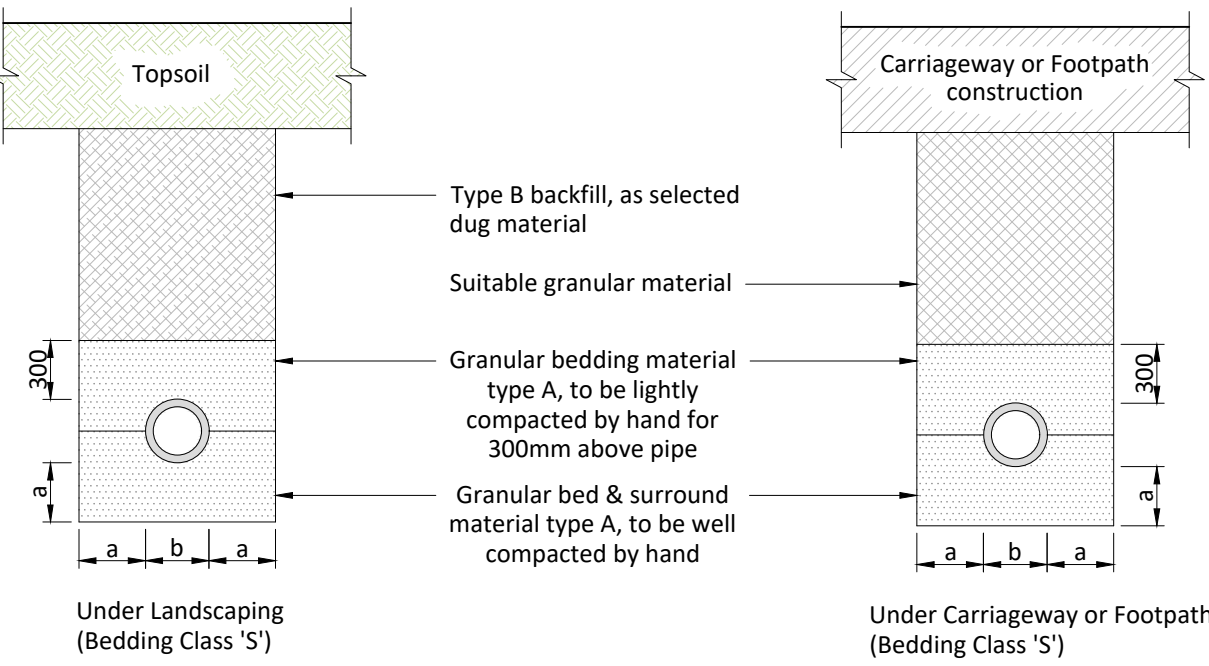 Topsoil
Carriageway or Footpath
construction
Type B backfill, as selected
dug material
Suitable granular material
300
Granular bedding material
type A, to be lightly
compacted by hand for
300mm above pipe
300
a
Granular bed & surround
material type A, to be well
compacted by hand
a
a b a
a b a
Under Landscaping
(Bedding Class 'S')
Under Carriageway or Footpath
(Bedding Class 'S')